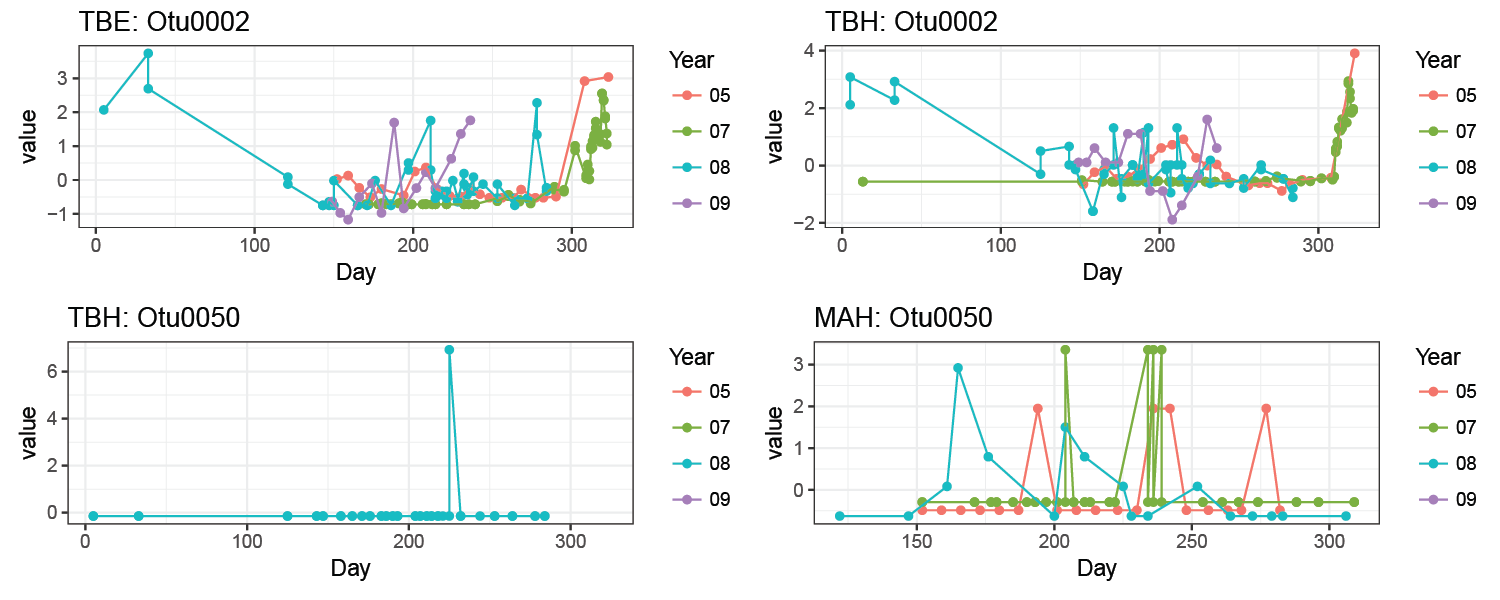 TBE: Otu0002
value
3
2
1
0
−1
0 100 200 300
Day
Year
05
07
08
09
TBH: Otu0002
value
4
2
0
−2
0 100 200 300
Day
Year
05
07
08
09
TBH: Otu0050
value
6
4
2
0
0 100 200 300
Day
Year
05
07
08
09
MAH: Otu0050
value
3
2
1
0
150 200 250 300
Day
Year
05
07
08
09